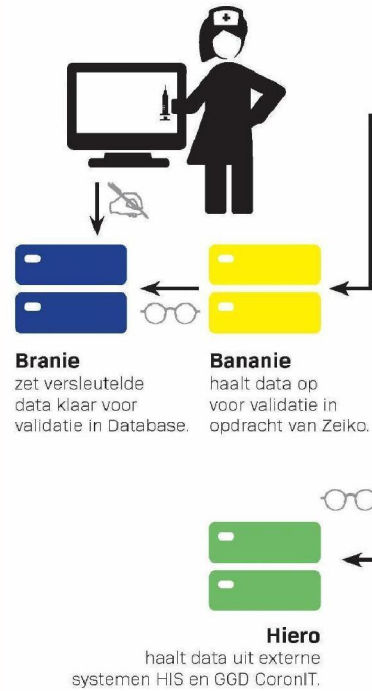 Branie
zet versleutelde
data klaar voor
validatie in Database.
Bananie
haalt data op
voor validatie in
opdracht van Zeiko.
Hiero
haalt data uit externe
systemen HIS en GGD CoronIT.